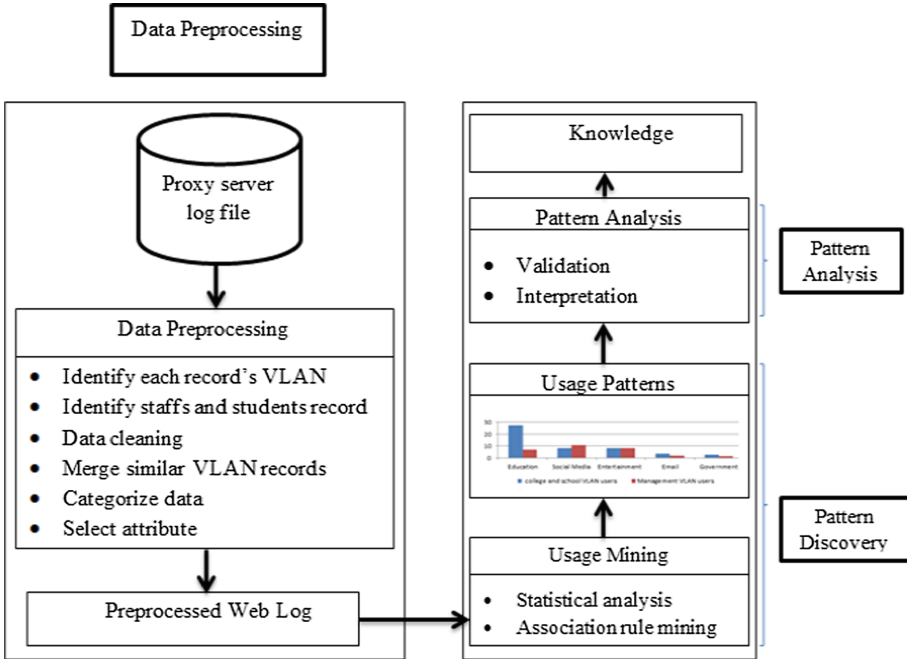 Data Preprocessing
Proxy server
log file
Data Preprocessing
• Identify each record's VLAN
• Identify staffs and students record
• Data cleaning
• Merge similar VLAN records
• Categorize data
• Select attribute
Preprocessed Web Log
Knowledge
Pattern Analysis
• Validation
• Interpretation
Pattern
Analysis
Usage Patterns
30
20
10
0
Education Social Media Entertainment Email Government
college and school VLAN users Management VLAN users
Usage Mining
• Statistical analysis
• Association rule mining
Pattern
Discovery